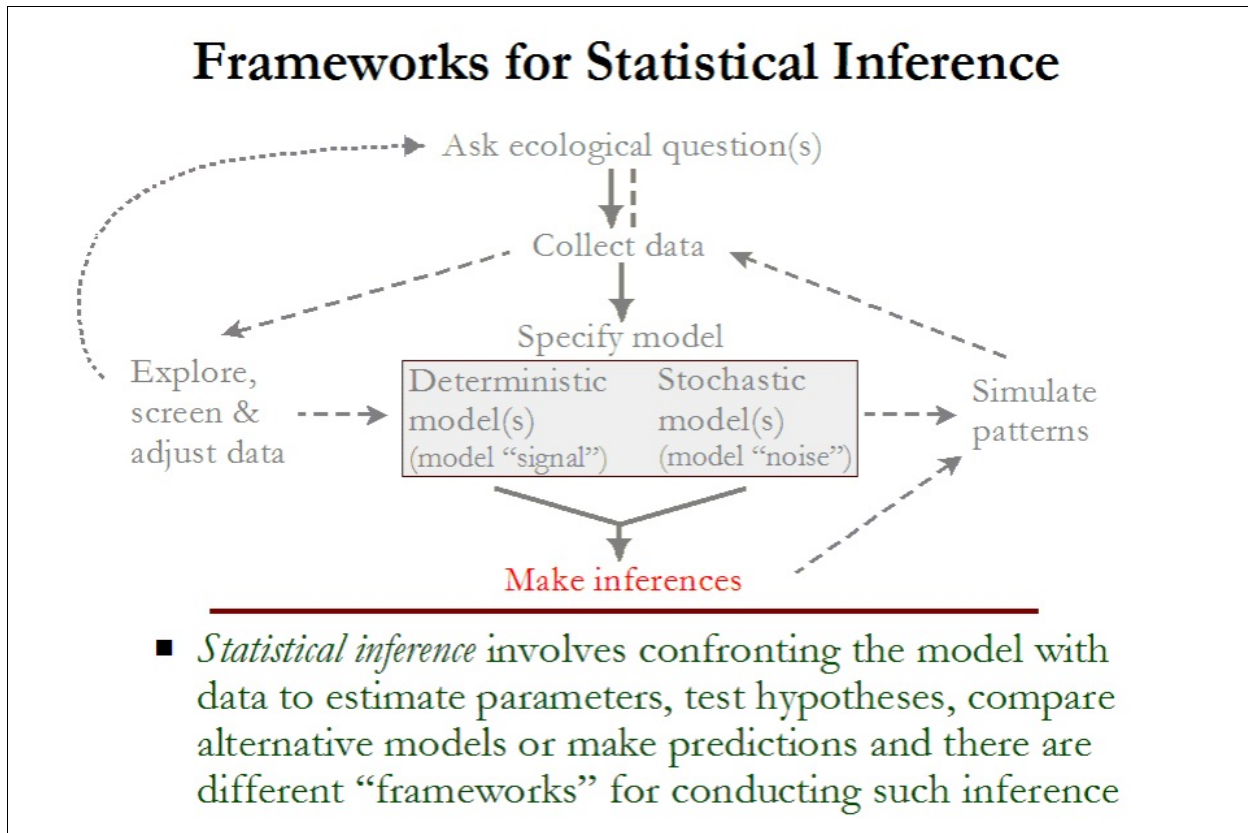 Frameworks for Statistical Inference
Ask ecological question(s)
Collect data
Specify model
Explore,
screen &
adjust data
Deterministic
model(s)
(model “signal”)
Stochastic
model(s)
(model “noise”)
Simulate
patterns
Make inferences
■ Statistical inference involves confronting the model with
data to estimate parameters, test hypotheses, compare
alternative models or make predictions and there are
different “frameworks” for conducting such inference